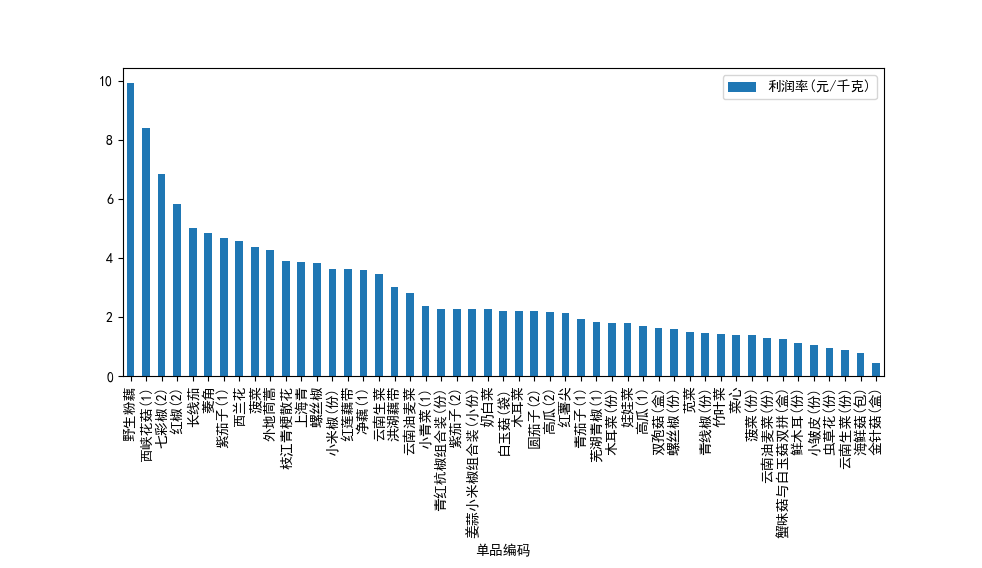 利润率(元/千克)
10
8
6
4
2
0
野生粉藕
西峡花菇(1)
七彩椒(2)
红椒(2)
长线茄
菱角
紫茄子(1)
西兰花
菠菜
外地茼蒿
枝江青梗散花
上海青
螺丝椒
小米椒(份)
红莲藕带
净藕(1)
云南生菜
洪湖藕带
云南油麦菜
小青菜(1)
青红杭椒组合装(份)
紫茄子(2)
姜蒜小米椒组合装(小份)
奶白菜
白玉菇(袋)
木耳菜
圆茄子(2)
高瓜(2)
红薯尖
青茄子(1)
芜湖青椒(1)
木耳菜(份)
娃娃菜
高瓜(1)
双孢菇(盒)
螺丝椒(份)
苋菜
青线椒(份)
竹叶菜
菜心
菠菜(份)
云南油麦菜(份)
蟹味菇与白玉菇双拼(盒)
鲜木耳(份)
小皱皮(份)
虫草花(份)
云南生菜(份)
海鲜菇(包)
金针菇(盒)
单品编码